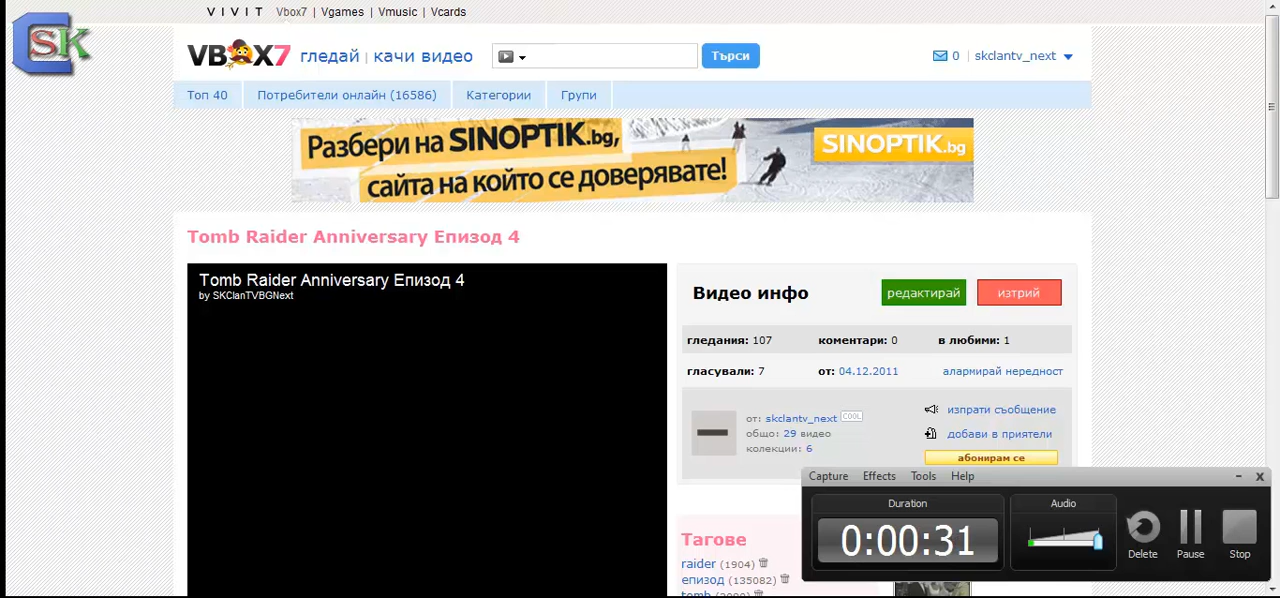 CSK
VIVIT Vbox7 | Vgames | Vmusic | Vcards
VBOX7 гледай | качи видео Търси 0 | skclantv_next
Топ 40 Потребители онлайн (16586) Категории Групи
Разбери на SINOPTIK.bg,
сайта на който се доверявате!
SINOPTIK.bg
Tomb Raider Anniversary Епизод 4
Tomb Raider Anniversary Епизод 4
by SKClanTVBGNext
Видео инфо редактирай изтрий
гледания: 107 коментари: 0 в любими: 1
гласували: 7 от: 04.12.2011 алармирай нередност
от: skclantv_next COOL
общо: 29 видео
колекции: 6
изпрати съобщение
добави в приятели
абонирам се
Тагове
raider (1904)
епизод (135082)
Capture Effects Tools Help
Duration
0:00:31
Audio
Delete Pause Stop